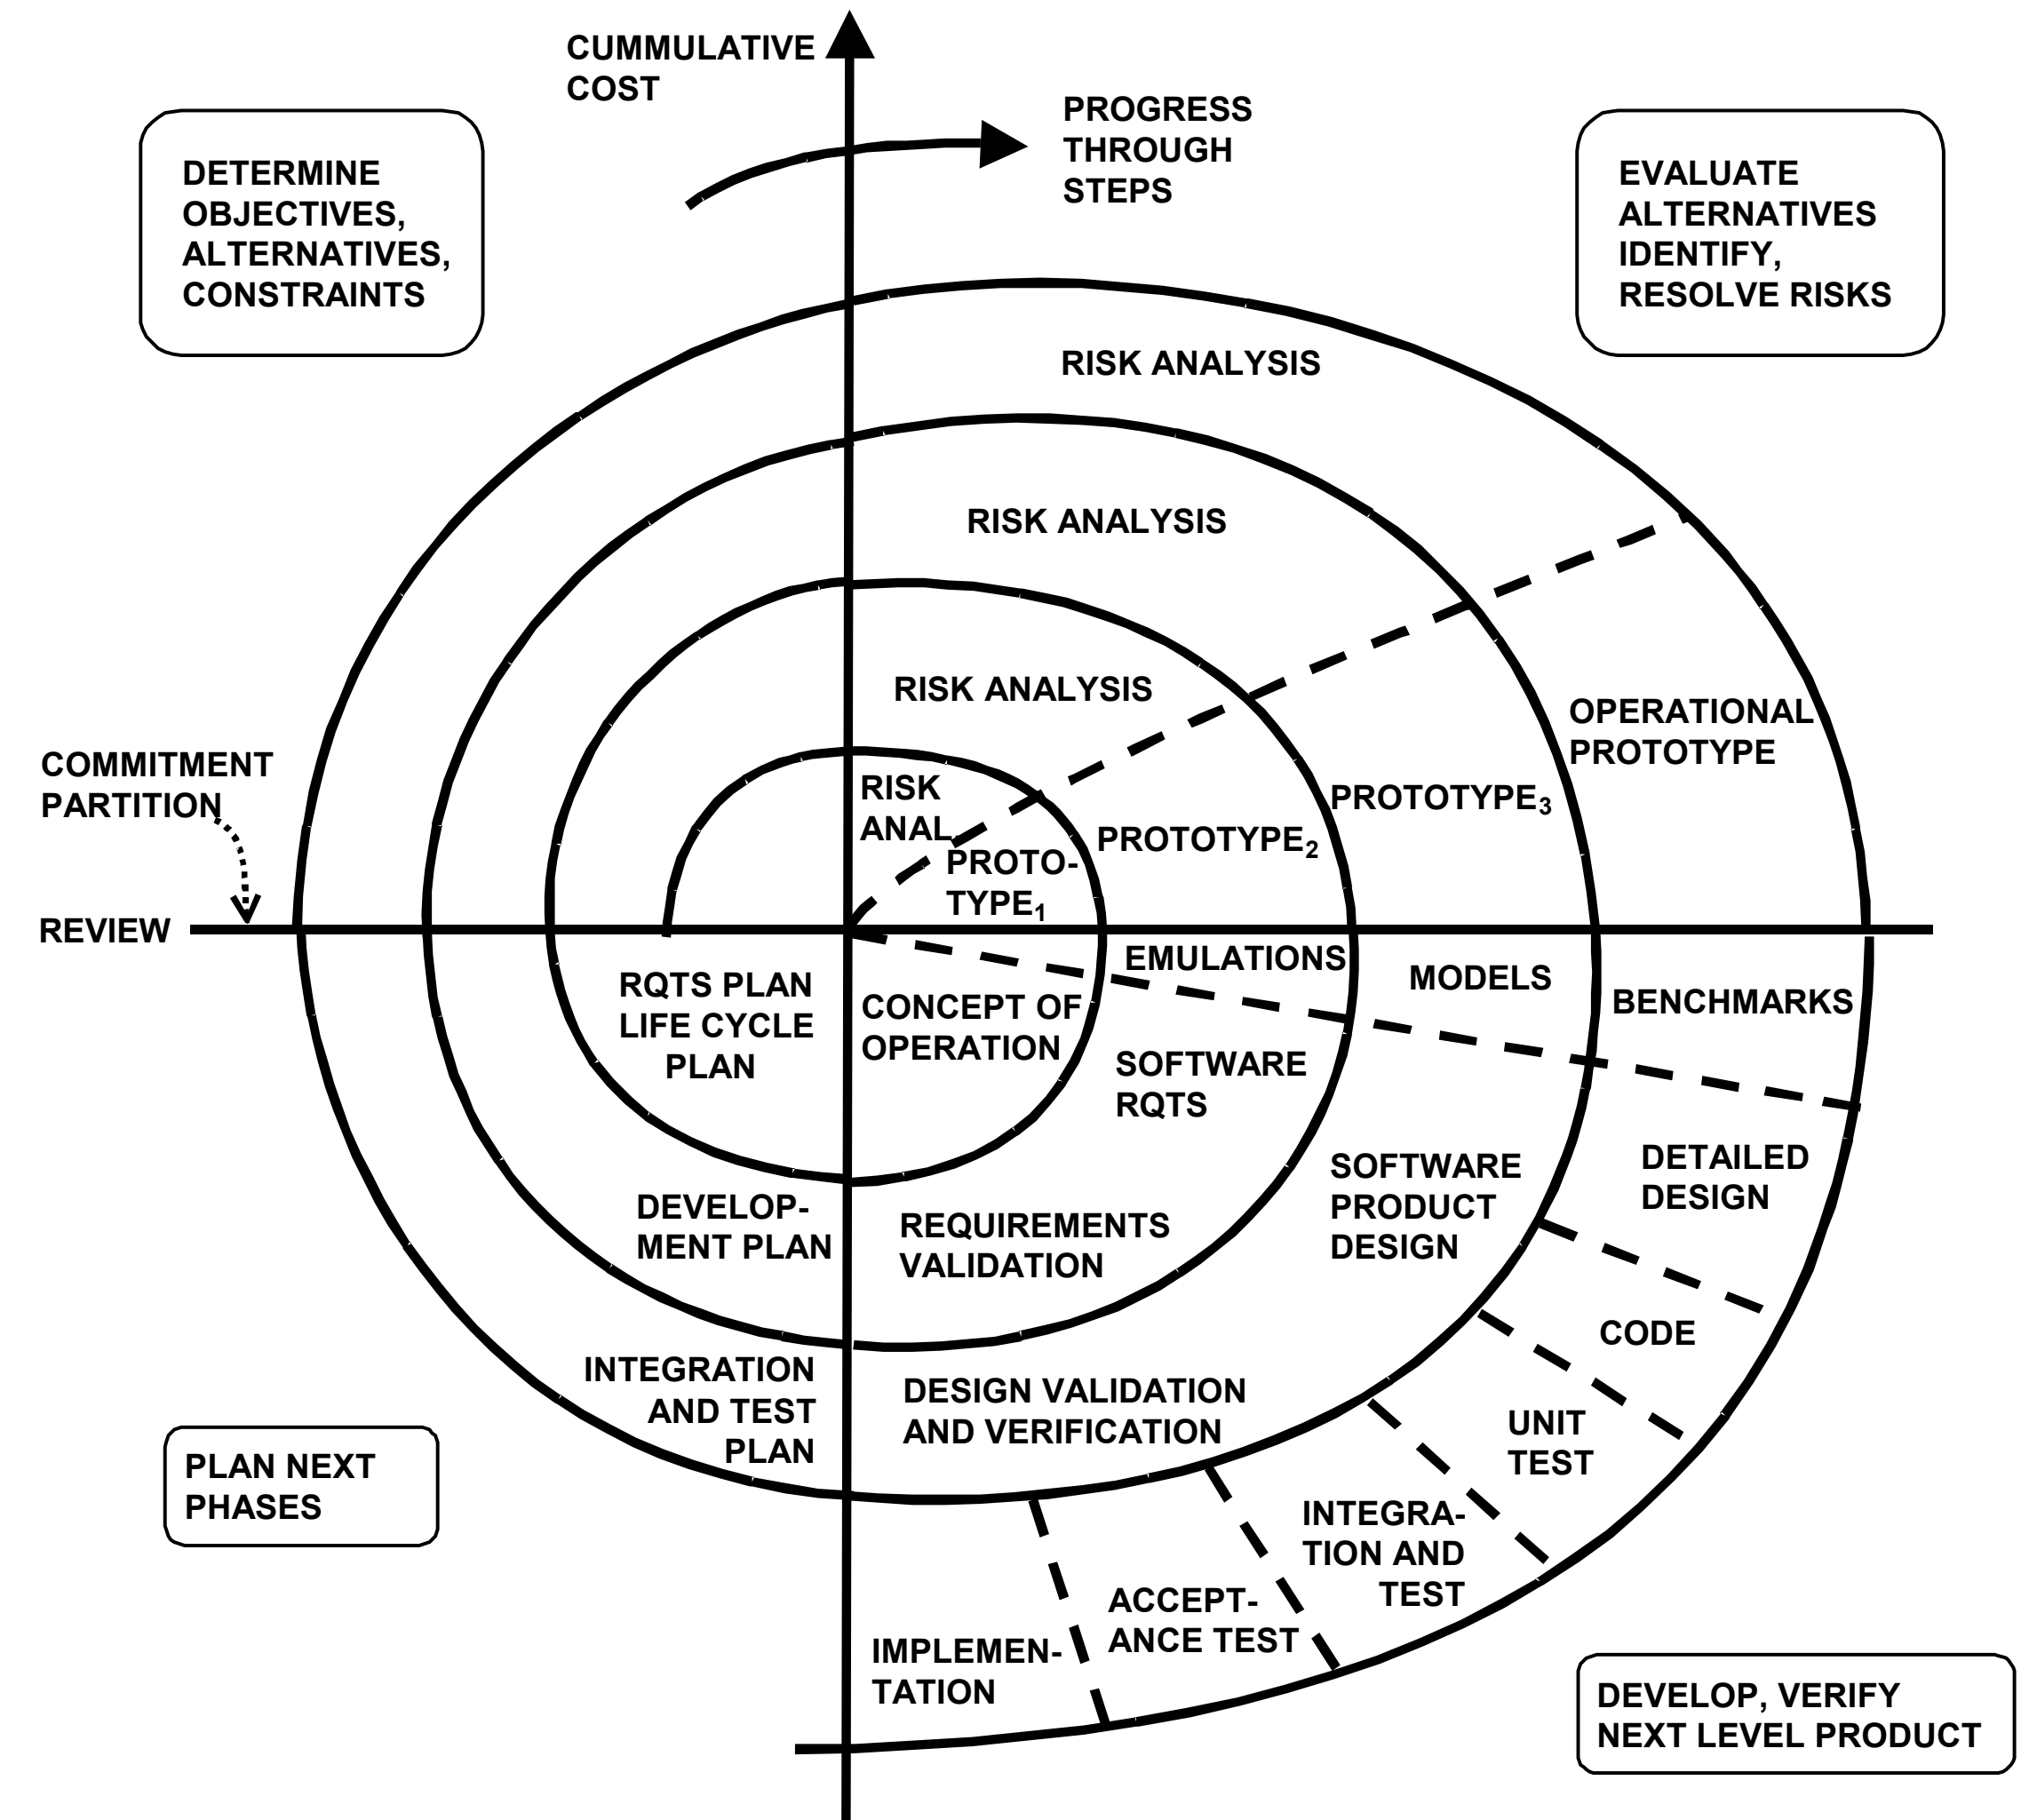 CUMMULATIVE
COST
PROGRESS
THROUGH
STEPS
DETERMINE
OBJECTIVES,
ALTERNATIVES,
CONSTRAINTS
EVALUATE
ALTERNATIVES
IDENTIFY,
RESOLVE RISKS
RISK ANALYSIS
RISK ANALYSIS
RISK ANALYSIS
RISK
ANAL.
OPERATIONAL
PROTOTYPE
PROTOTYPE3
PROTOTYPE2
PROTO-
TYPE1
COMMITMENT
PARTITION
REVIEW
EMULATIONS
MODELS
BENCHMARKS
RQTS PLAN
LIFE CYCLE
PLAN
CONCEPT OF
OPERATION
SOFTWARE
RQTS
SOFTWARE
PRODUCT
DESIGN
DETAILED
DESIGN
DEVELOP-
MENT PLAN
REQUIREMENTS
VALIDATION
CODE
INTEGRATION
AND TEST
PLAN
DESIGN VALIDATION
AND VERIFICATION
UNIT
TEST
PLAN NEXT
PHASES
INTEGRA-
TION AND
TEST
ACCEPT-
ANCE TEST
IMPLEMEN-
TATION
DEVELOP, VERIFY
NEXT LEVEL PRODUCT